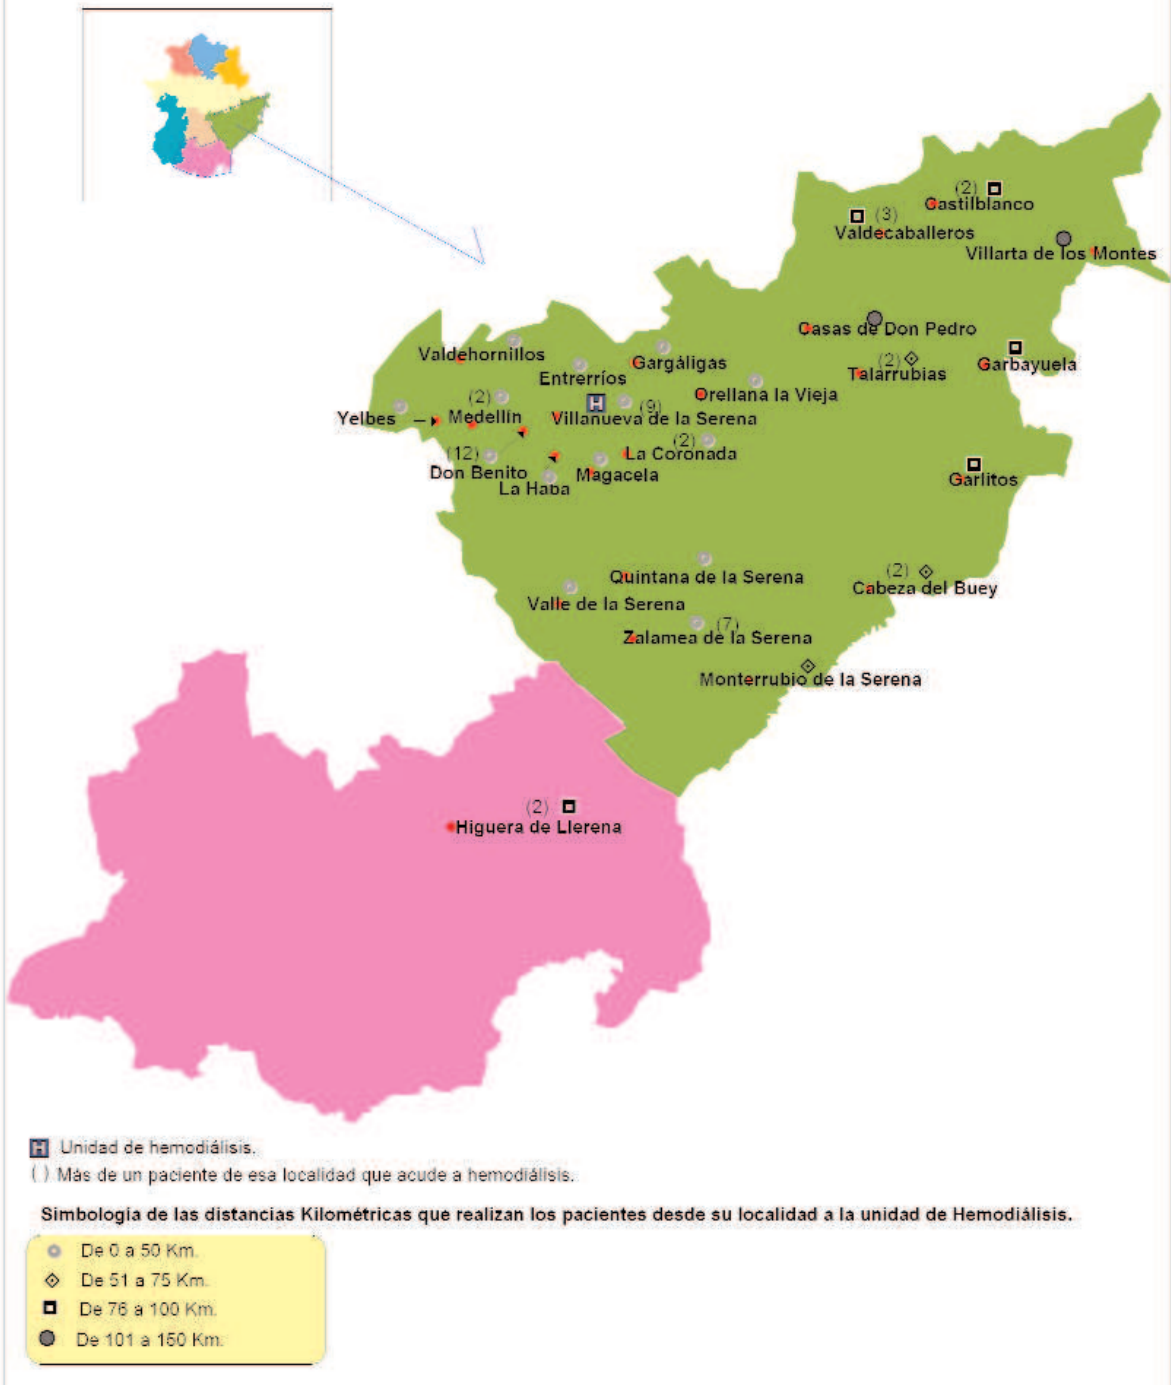 (2)
Castilblanco
(3)
Valdecaballeros
Villarta de los Montes
Casas de Don Pedro
Valdehornillos
Gargáligas
(2)
Talarrubias
Garbayuela
Entrerríos
Orellana la Vieja
(2)
H
(9)
Yelbes
Medellín
Villanueva de la Serena
(2)
(12)
La Coronada
Don Benito
Magacela
La Haba
Garlitos
Quintana de la Serena
(2)
Cabeza del Buey
Valle de la Serena
(7)
Zalamea de la Serena
Monterrubio de la Serena
(2)
Higuera de Llerena
H Unidad de hemodiálisis.
( ) Más de un paciente de esa localidad que acude a hemodiálisis.
Simbología de las distancias Kilométricas que realizan los pacientes desde su localidad a la unidad de Hemodiálisis.
De 0 a 50 Km.
De 51 a 75 Km.
De 76 a 100 Km.
De 101 a 150 Km.